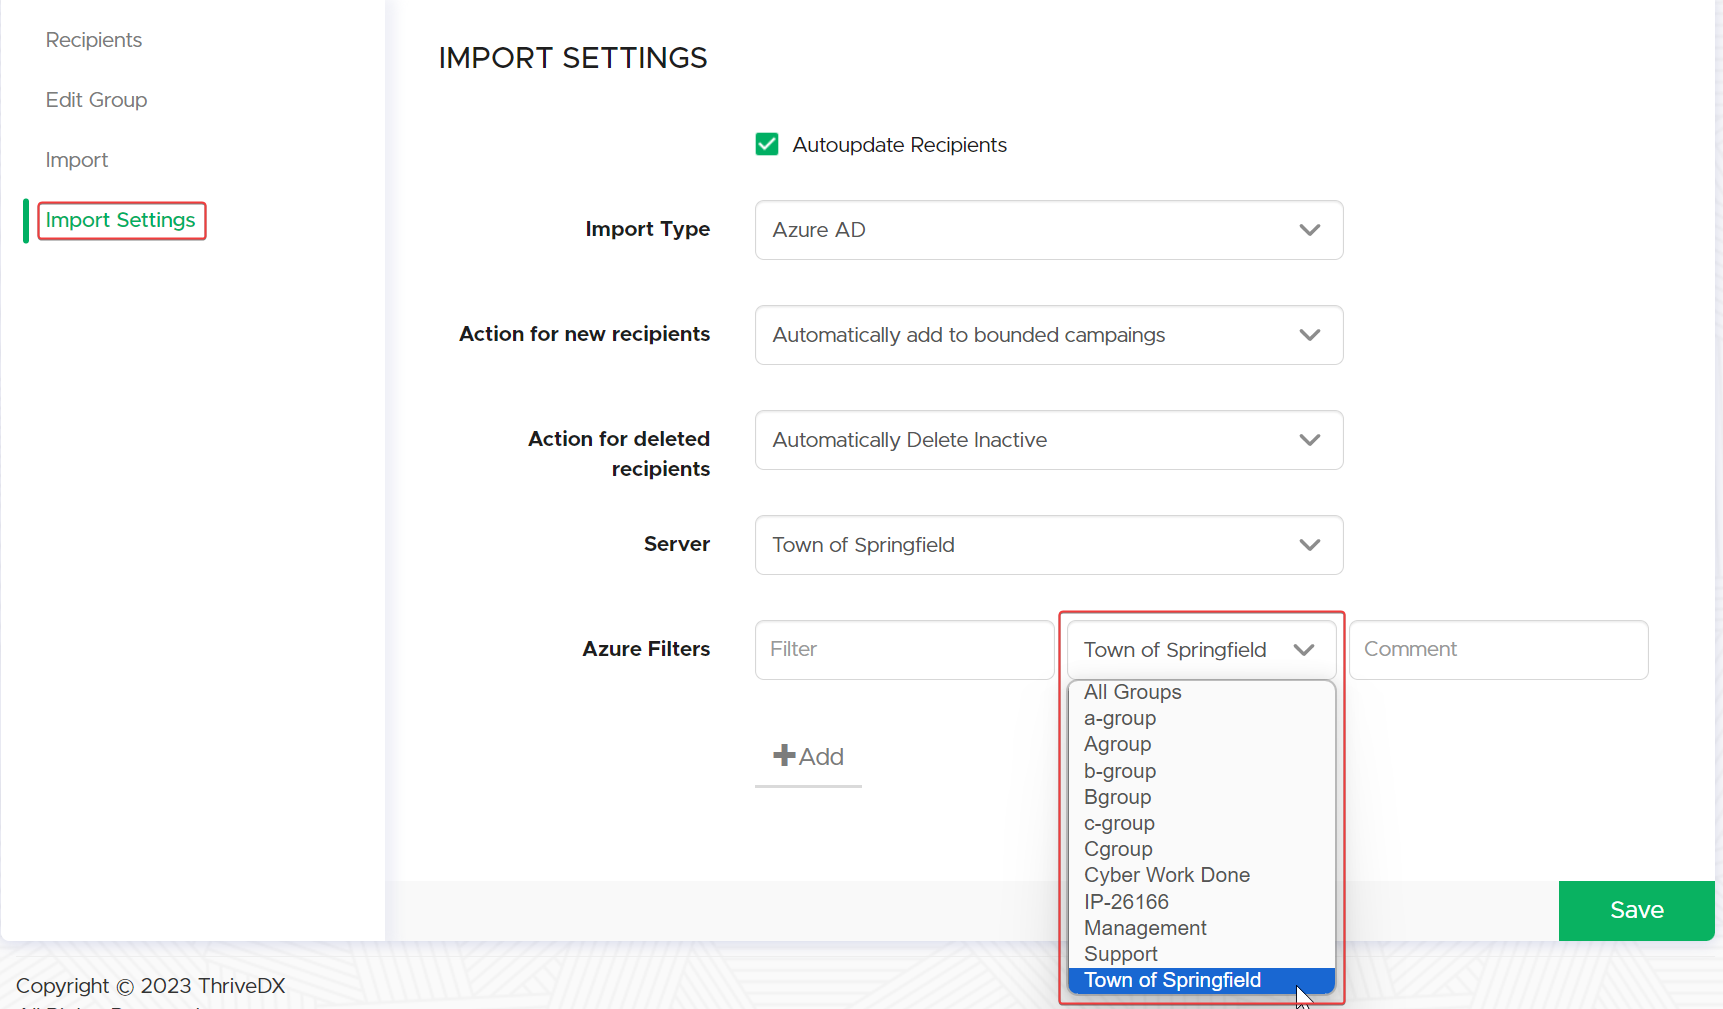 Recipients
Edit Group
Import
Import Settings
IMPORT SETTINGS
Autoupdate Recipients
Import Type
Azure AD
Action for new recipients
Automatically add to bounded campaings
Action for deleted
recipients
Automatically Delete Inactive
Server
Town of Springfield
Azure Filters
Filter
Town of Springfield
Comment
All Groups
a-group
Agroup
b-group
Bgroup
c-group
Cgroup
Cyber Work Done
IP-26166
Management
Support
Town of Springfield
Add
Save
Copyright © 2023 ThriveDX